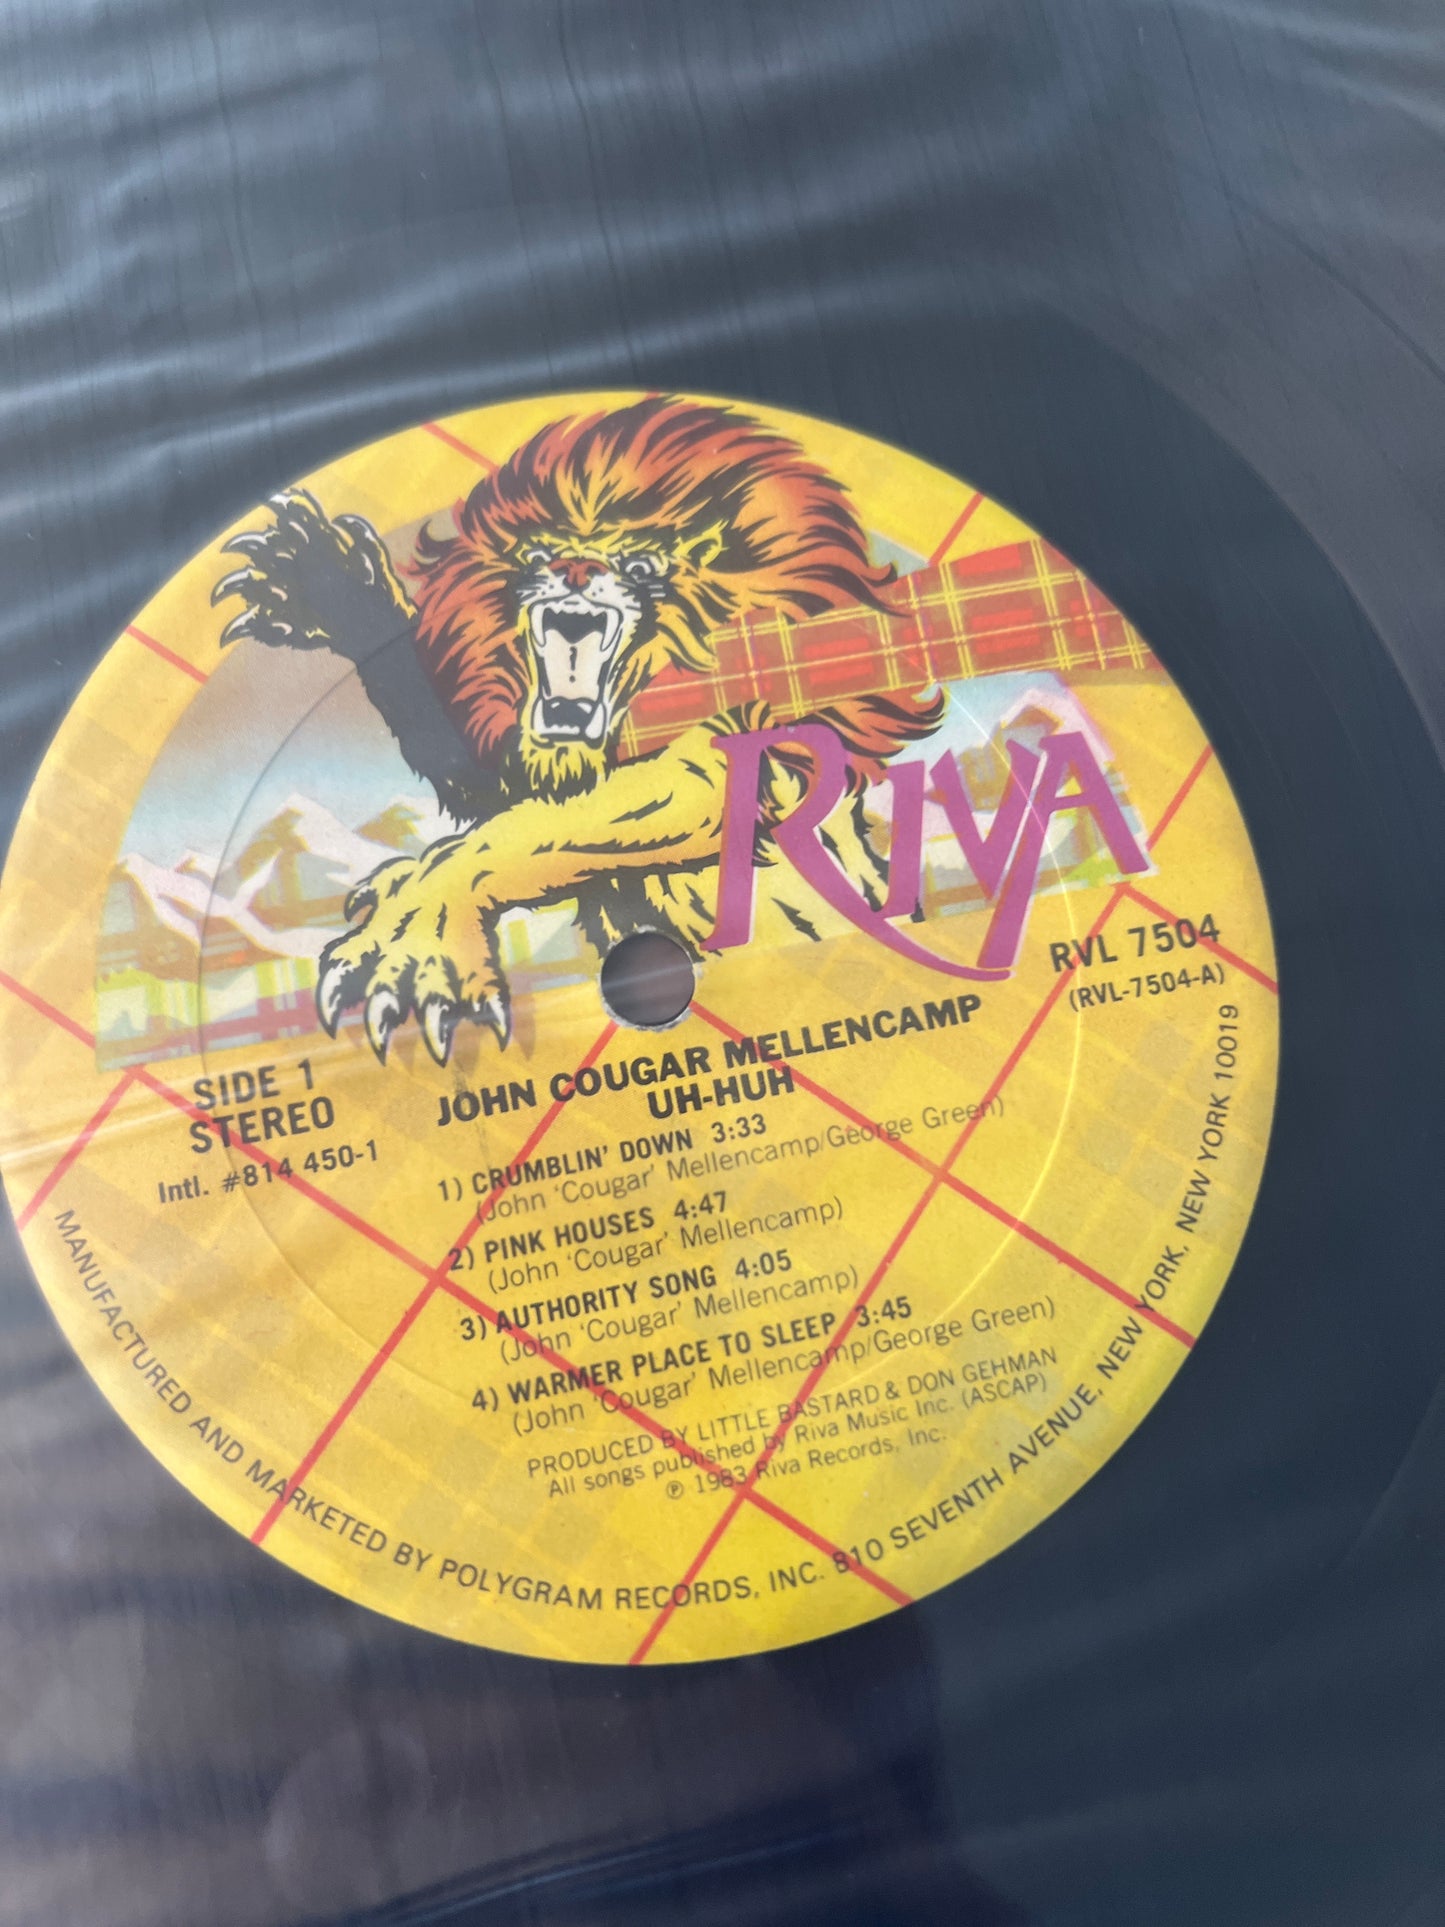 RIVA
RVL 7504
(RVL-7504-A)
SIDE 1
STEREO
Intl. #814 450-1
JOHN COUGAR MELLENCAMP
UH-HUH
1) CRUMBLIN' DOWN 3:33
(John 'Cougar' Mellencamp/George Green)
2) PINK HOUSES 4:47
(John 'Cougar' Mellencamp)
3) AUTHORITY SONG 4:05
(John 'Cougar' Mellencamp)
4) WARMER PLACE TO SLEEP 3:45
(John 'Cougar' Mellencamp/George Green)
PRODUCED BY LITTLE BASTARD & DON GEHMAN
All songs published by Riva Music Inc. (ASCAP)
℗ 1983 Riva Records, Inc.
MANUFACTURED AND MARKETED BY POLYGRAM RECORDS, INC. 810 SEVENTH AVENUE, NEW YORK, NEW YORK 10019